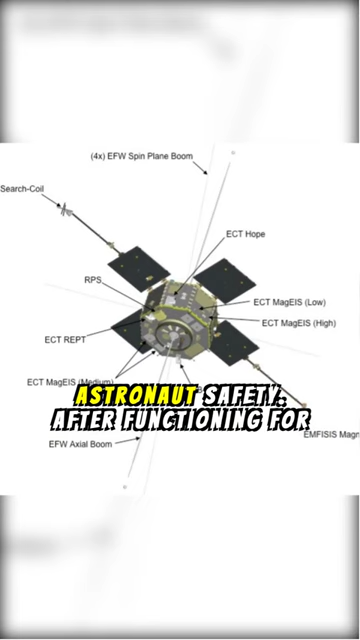 (4x) EFW Spin Plane Boom
Search-Coil
ECT Hope
RPS
ECT MagEIS (Low)
ECT MagEIS (High)
ECT REPT
ECT MagEIS (Medium)
ASTRONAUT SAFETY.
AFTER FUNCTIONING FOR
EFW Axial Boom
EMFISIS Magn